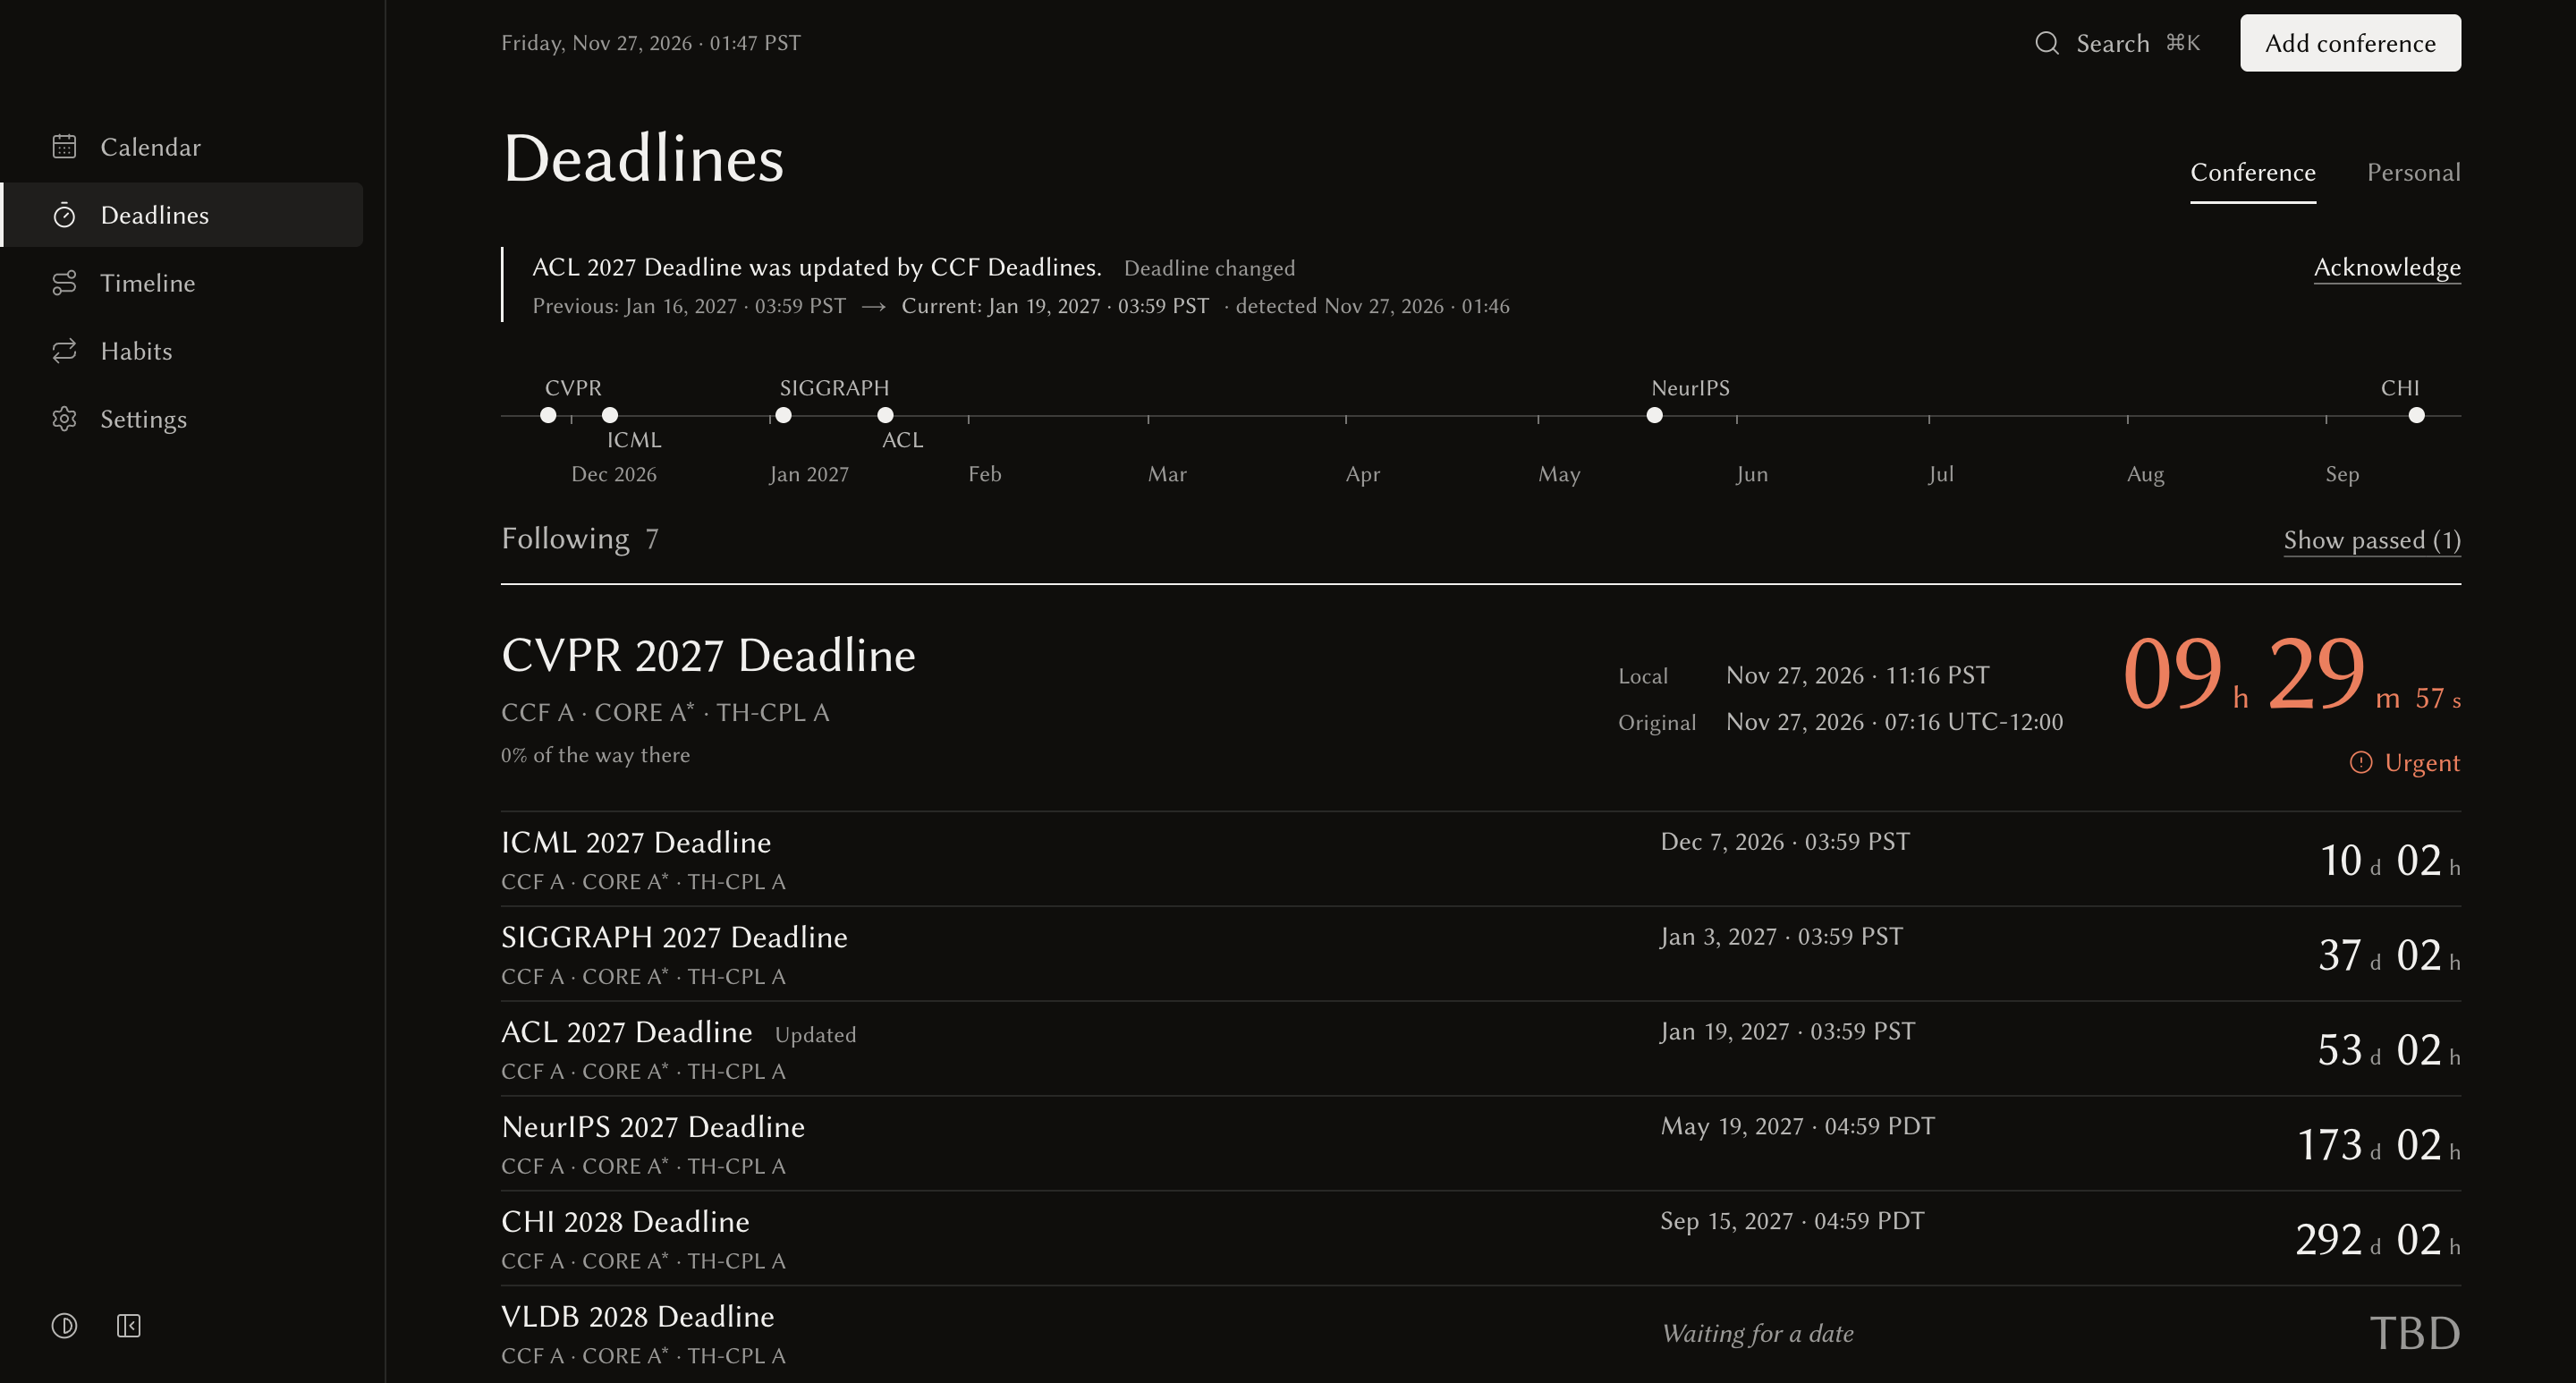 Friday, Nov 27, 2026 · 01:47 PST
Search ⌘K
Add conference
Calendar
Deadlines
Timeline
Habits
Settings
Deadlines
Conference
Personal
ACL 2027 Deadline was updated by CCF Deadlines. Deadline changed
Acknowledge
Previous: Jan 16, 2027 · 03:59 PST → Current: Jan 19, 2027 · 03:59 PST · detected Nov 27, 2026 · 01:46
CVPR SIGGRAPH NeurIPS CHI
ICML ACL
Dec 2026 Jan 2027 Feb Mar Apr May Jun Jul Aug Sep
Following 7
Show passed (1)
CVPR 2027 Deadline
CCF A · CORE A* · TH-CPL A
0% of the way there
Local Nov 27, 2026 · 11:16 PST
Original Nov 27, 2026 · 07:16 UTC-12:00
09 h 29 m 57 s
Urgent
ICML 2027 Deadline
CCF A · CORE A* · TH-CPL A
Dec 7, 2026 · 03:59 PST
10 d 02 h
SIGGRAPH 2027 Deadline
CCF A · CORE A* · TH-CPL A
Jan 3, 2027 · 03:59 PST
37 d 02 h
ACL 2027 Deadline Updated
CCF A · CORE A* · TH-CPL A
Jan 19, 2027 · 03:59 PST
53 d 02 h
NeurIPS 2027 Deadline
CCF A · CORE A* · TH-CPL A
May 19, 2027 · 04:59 PDT
173 d 02 h
CHI 2028 Deadline
CCF A · CORE A* · TH-CPL A
Sep 15, 2027 · 04:59 PDT
292 d 02 h
VLDB 2028 Deadline
CCF A · CORE A* · TH-CPL A
Waiting for a date
TBD